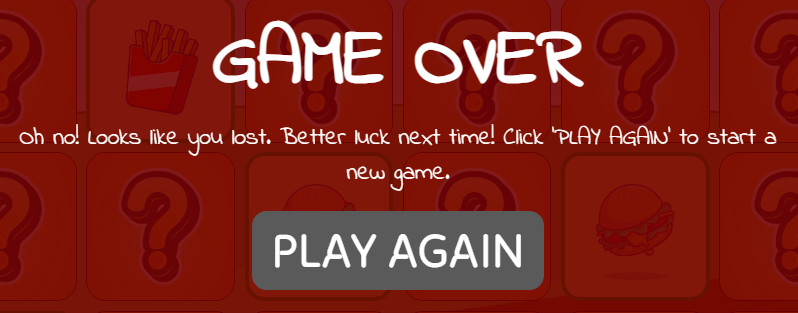 GAME OVER
Oh no! Looks like you lost. Better luck next time! Click 'PLAY AGAIN' to start a
new game.
PLAY AGAIN